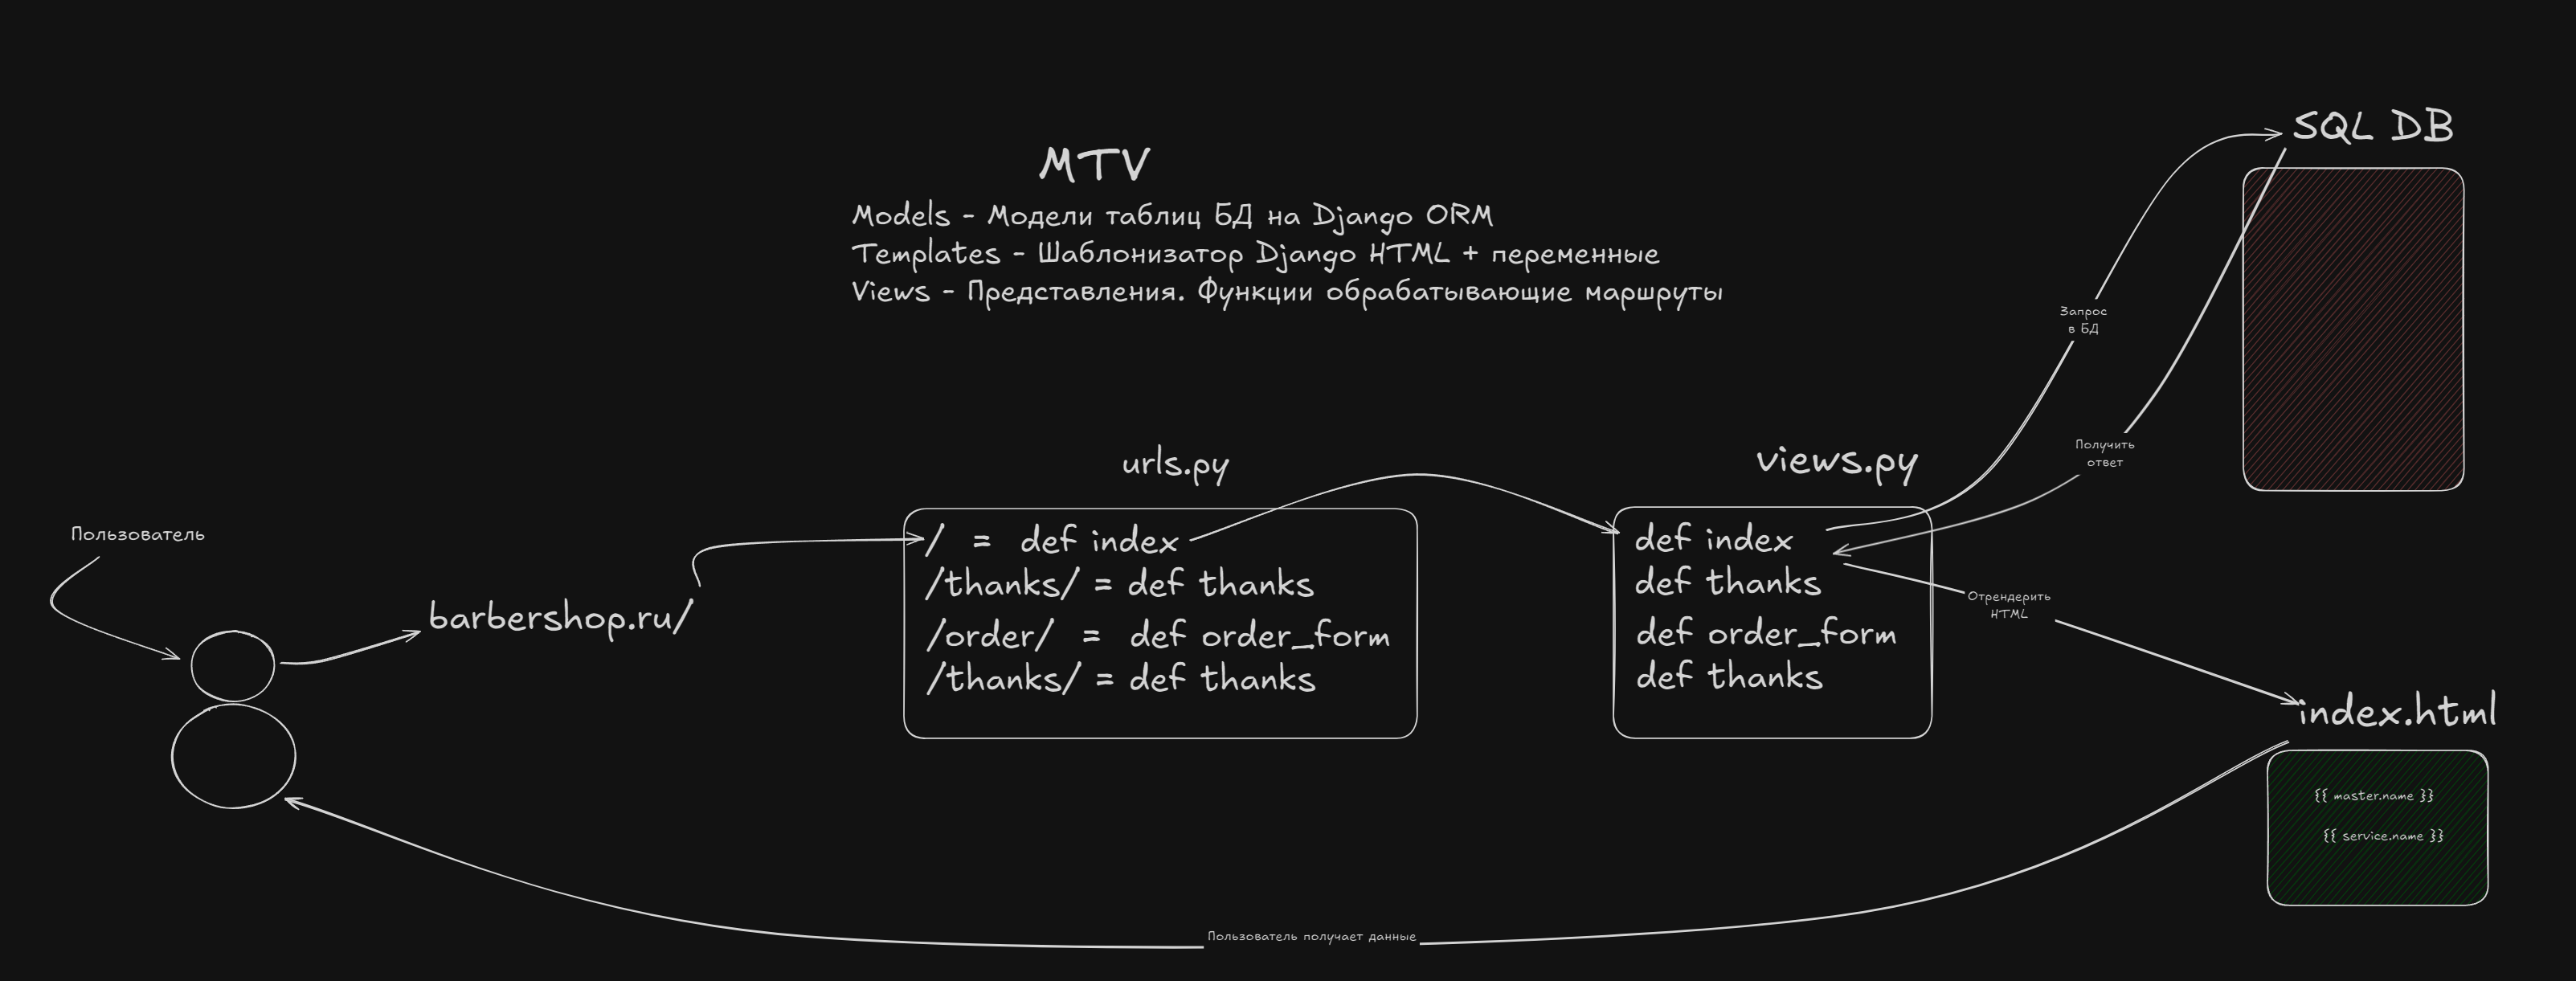 MTV
Models - Модели таблиц БД на Django ORM
Templates - Шаблонизатор Django HTML + переменные
Views - Представления. Функции обрабатывающие маршруты
Пользователь
barbershop.ru/
urls.py
/ = def index
/thanks/ = def thanks
/order/ = def order_form
/thanks/ = def thanks
views.py
def index
def thanks
def order_form
def thanks
SQL DB
Запрос
в БД
Получить
ответ
Отрендерить
HTML
index.html
{{ master.name }}
{{ service.name }}
Пользователь получает данные